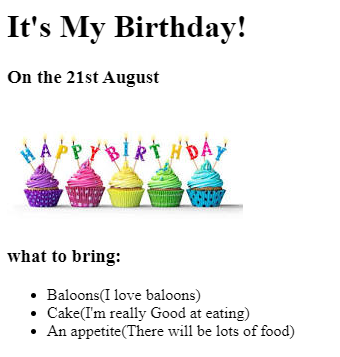 It's My Birthday!
On the 21st August
HAPPY BIRTHDAY
what to bring:
Baloons(I love baloons)
Cake(I'm really Good at eating)
An appetite(There will be lots of food)